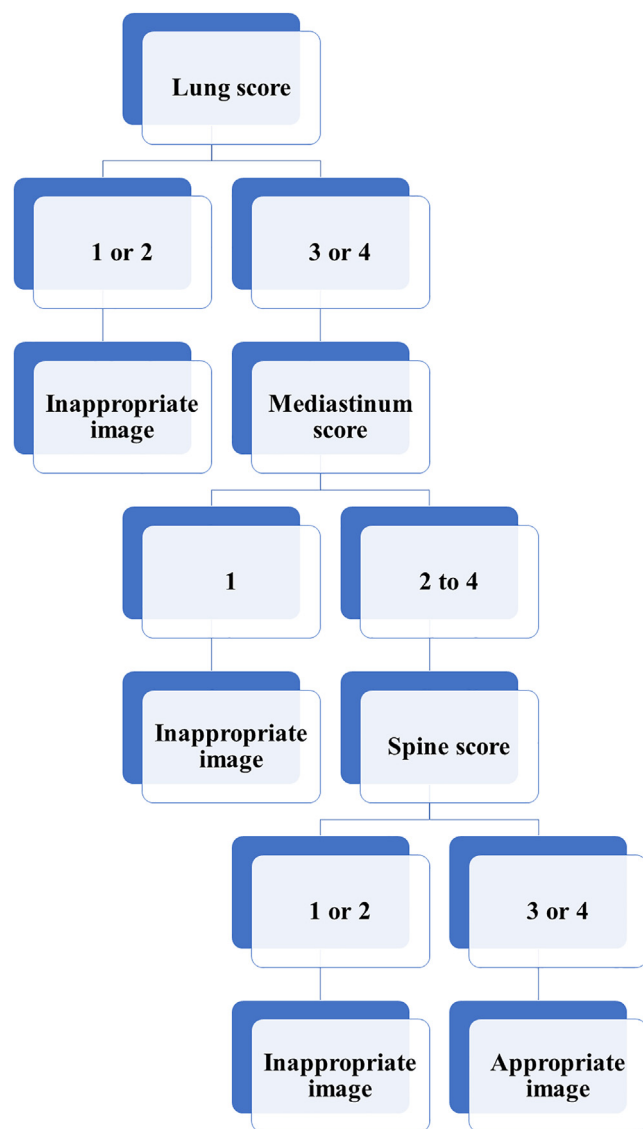 Lung score
1 or 2
3 or 4
Inappropriate
image
Mediastinum
score
1
2 to 4
Inappropriate
image
Spine score
1 or 2
3 or 4
Inappropriate
image
Appropriate
image